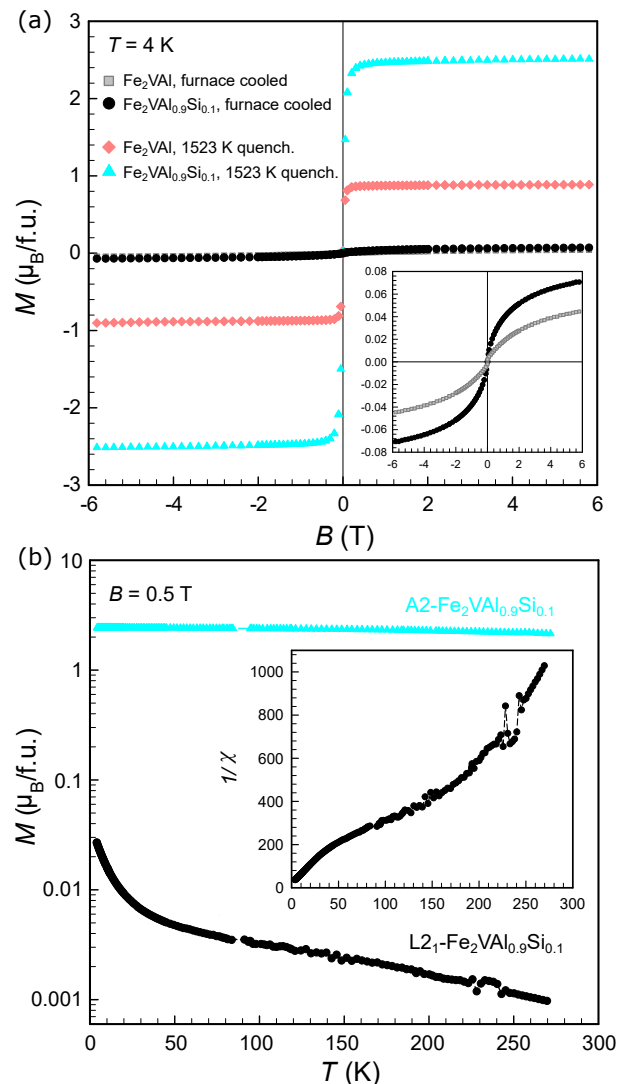 (a)
3
2
1
0
-1
-2
-3
M (μB/f.u.)
T = 4 K
Fe₂VAl, furnace cooled
Fe₂VAl₀.₉Si₀.₁, furnace cooled
Fe₂VAl, 1523 K quench.
Fe₂VAl₀.₉Si₀.₁, 1523 K quench.
0.08
0.06
0.04
0.02
0.00
-0.02
-0.04
-0.06
-0.08
-6 -4 -2 0 2 4 6
-6 -4 -2 0 2 4 6
B (T)
(b)
10
1
0.1
0.01
0.001
M (μB/f.u.)
B = 0.5 T
A2-Fe₂VAl₀.₉Si₀.₁
1000
800
600
400
200
0
1/χ
0 50 100 150 200 250 300
L2₁-Fe₂VAl₀.₉Si₀.₁
0 50 100 150 200 250 300
T (K)